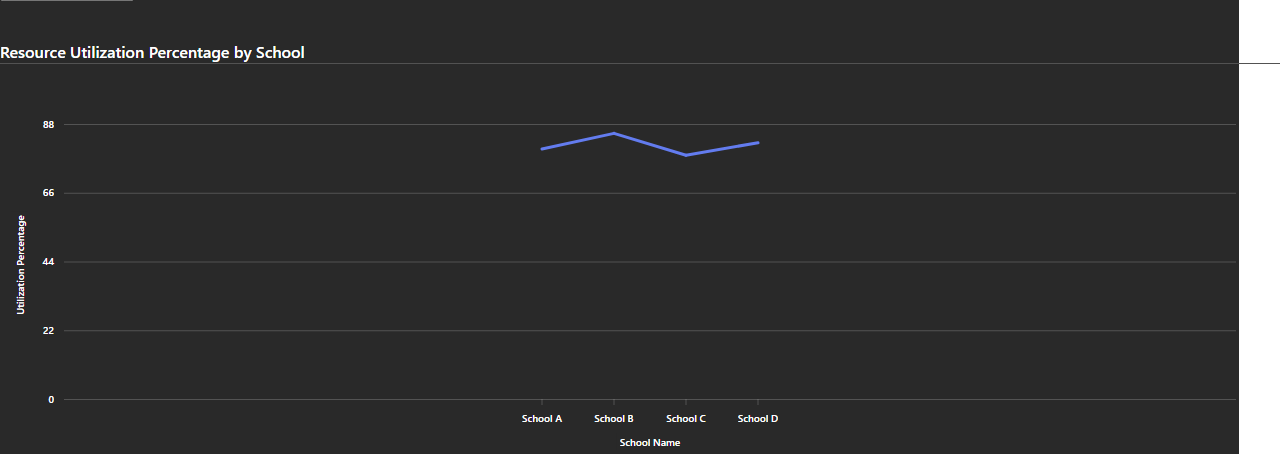 Resource Utilization Percentage by School
88
66
44
22
0
Utilization Percentage
School A School B School C School D
School Name